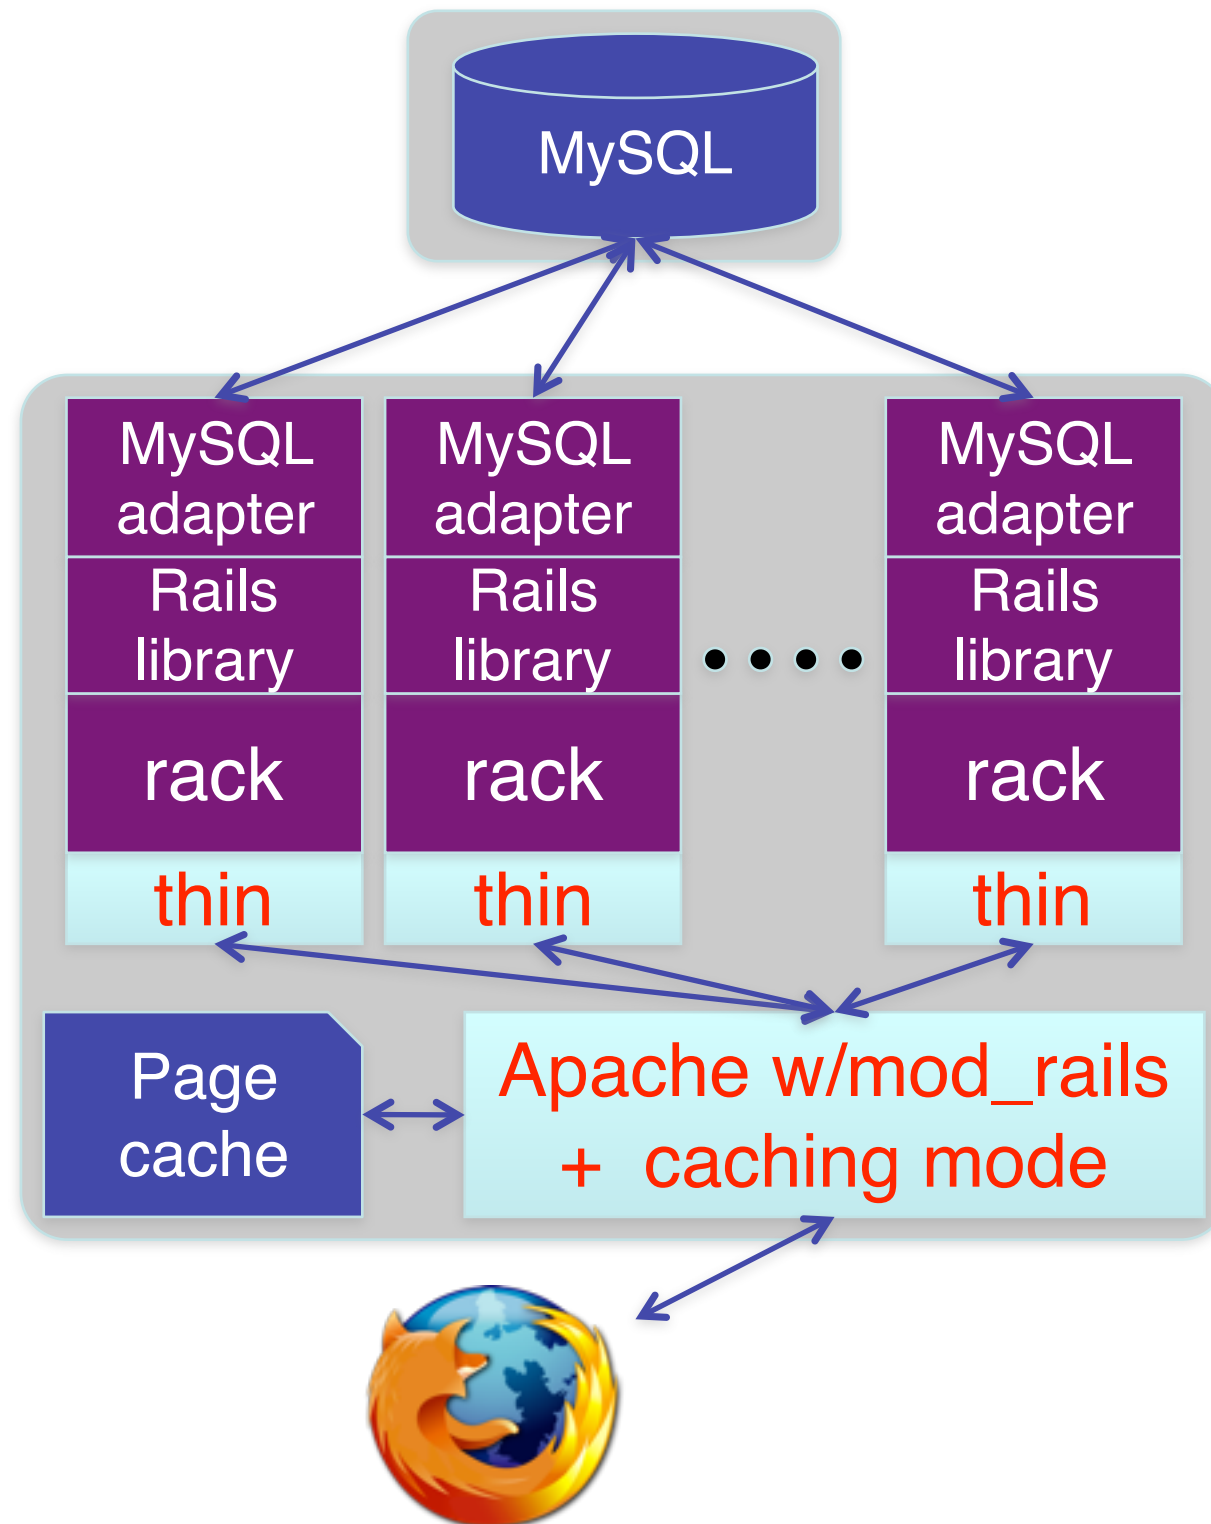 MySQL
MySQL
adapter
Rails
library
rack
thin
MySQL
adapter
Rails
library
rack
thin
MySQL
adapter
Rails
library
rack
thin
Page
cache
Apache w/mod_rails
+ caching mode